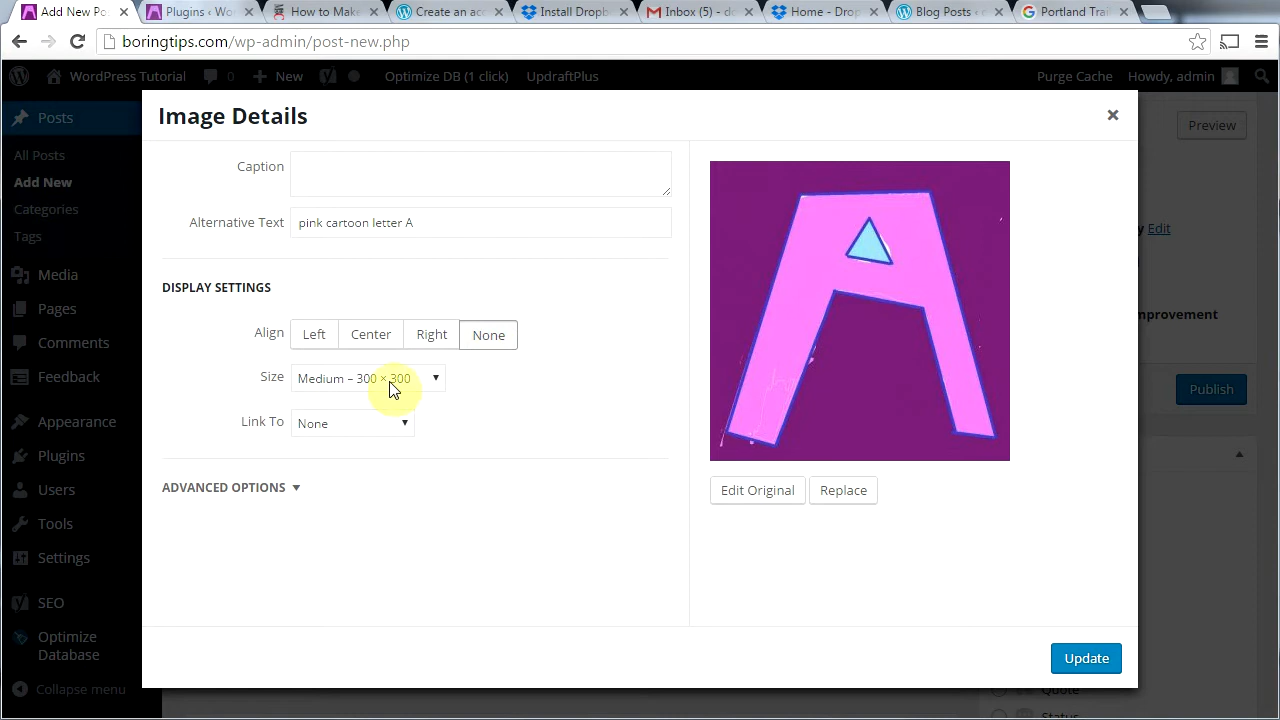 Add New Pos
Plugins ‹ Wo
How to Make
Create an acc
Install Dropb
Inbox (5) - d
Home - Drop
Blog Posts ‹
Portland Trai
boringtips.com/wp-admin/post-new.php
WordPress Tutorial
0
New
Optimize DB (1 click)
UpdraftPlus
Purge Cache
Howdy, admin
Posts
All Posts
Add New
Categories
Tags
Media
Pages
Comments
Feedback
Appearance
Plugins
Users
Tools
Settings
SEO
Optimize
Database
Collapse menu
Image Details
Caption
Alternative Text
pink cartoon letter A
DISPLAY SETTINGS
Align
Left
Center
Right
None
Size
Medium – 300 × 300
Link To
None
ADVANCED OPTIONS
A
Edit Original
Replace
Update
Preview
Edit
mprovement
Publish
Quote
Status